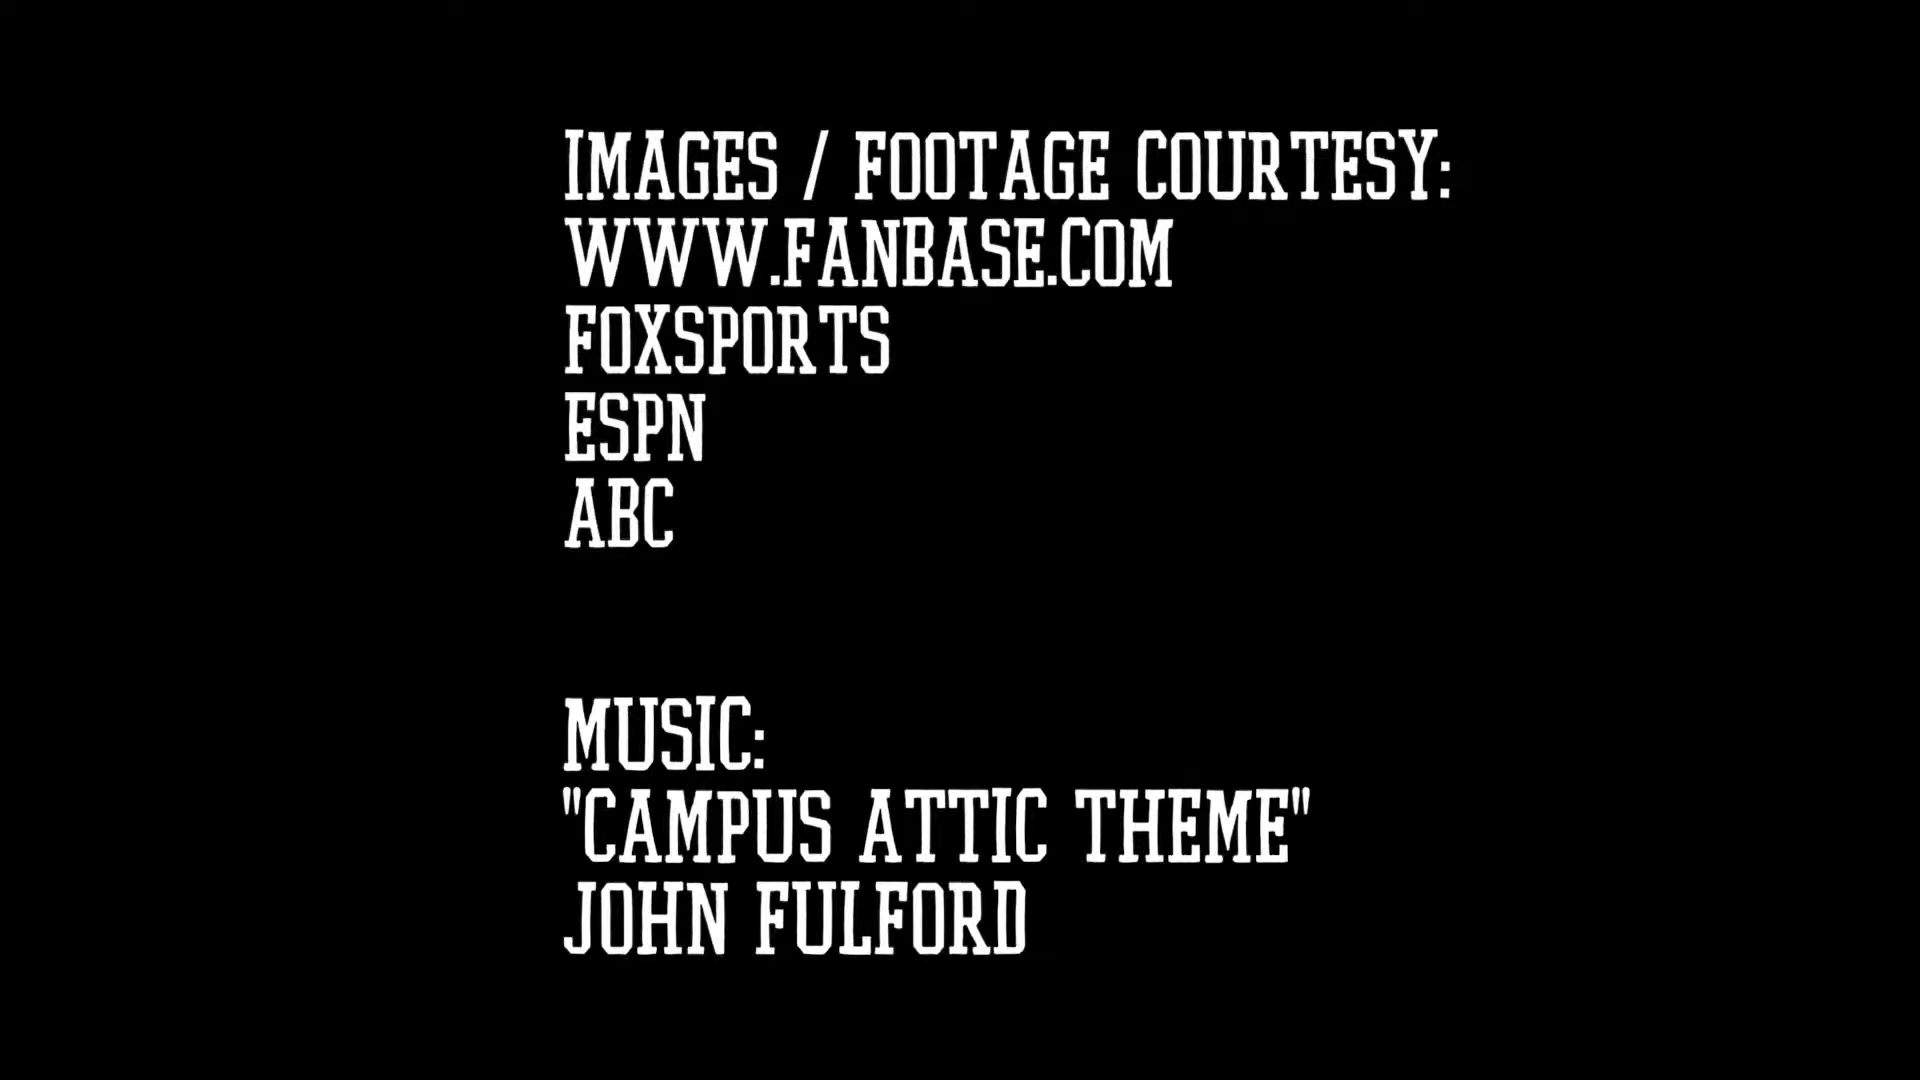 IMAGES / FOOTAGE COURTESY:
WWW.FANBASE.COM
FOXSPORTS
ESPN
ABC
MUSIC:
"CAMPUS ATTIC THEME"
JOHN FULFORD